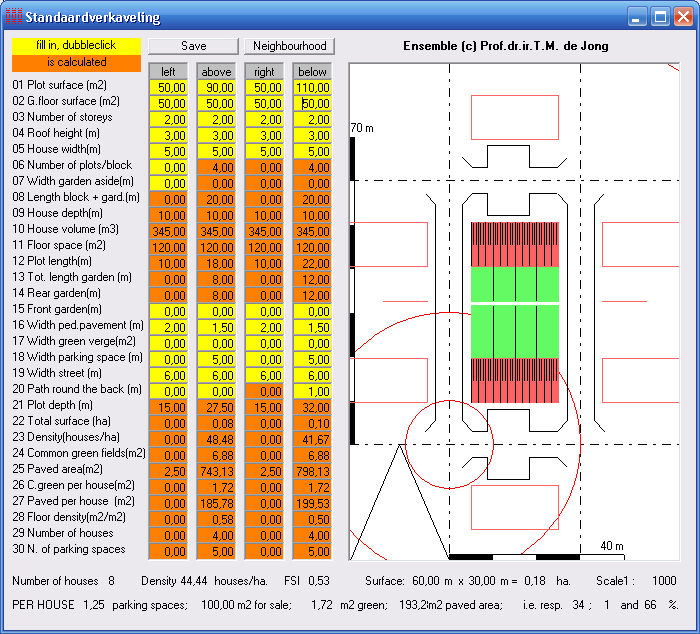 Standaardverkaveling
fill in, dubbleclick Save Neighbourhood Ensemble (c) Prof.dr.ir.T.M. de Jong
is calculated
left above right below
01 Plot surface (m2) 50,00 90,00 50,00 110,00
02 G.floor surface (m2) 50,00 50,00 50,00 50,00
03 Number of storeys 2,00 2,00 2,00 2,00
04 Roof height (m) 3,00 3,00 3,00 3,00
05 House width(m) 5,00 5,00 5,00 5,00
06 Number of plots/block 0,00 4,00 0,00 4,00
07 Width garden aside(m) 0,00 0,00 0,00 0,00
08 Length block + gard.(m) 0,00 20,00 0,00 20,00
09 House depth(m) 10,00 10,00 10,00 10,00
10 House volume (m3) 345,00 345,00 345,00 345,00
11 Floor space (m2) 120,00 120,00 120,00 120,00
12 Plot length(m) 10,00 18,00 10,00 22,00
13 Tot. length garden (m) 0,00 8,00 0,00 12,00
14 Rear garden(m) 0,00 8,00 0,00 12,00
15 Front garden(m) 0,00 0,00 0,00 0,00
16 Width ped.pavement (m) 2,00 1,50 2,00 1,50
17 Width green verge(m2) 0,00 0,00 0,00 0,00
18 Width parking space (m) 0,00 5,00 0,00 5,00
19 Width street (m) 6,00 6,00 6,00 6,00
20 Path round the back (m) 0,00 0,00 0,00 1,00
21 Plot depth (m) 15,00 27,50 15,00 32,00
22 Total surface (ha) 0,00 0,08 0,00 0,10
23 Density(houses/ha) 0,00 48,48 0,00 41,67
24 Common green fields(m2) 0,00 6,88 0,00 6,88
25 Paved area(m2) 2,50 743,13 2,50 798,13
26 C.green per house(m2) 0,00 1,72 0,00 1,72
27 Paved per house (m2) 0,00 185,78 0,00 199,53
28 Floor density(m2/m2) 0,00 0,58 0,00 0,50
29 Number of houses 0,00 4,00 0,00 4,00
30 N. of parking spaces 0,00 5,00 0,00 5,00
70 m
40 m
Number of houses 8 Density 44,44 houses/ha. FSI 0,53 Surface: 60,00 m x 30,00 m = 0,18 ha. Scale1 : 1000
PER HOUSE 1,25 parking spaces; 100,00 m2 for sale; 1,72 m2 green; 193,2m2 paved area; i.e. resp. 34 ; 1 and 66 %.